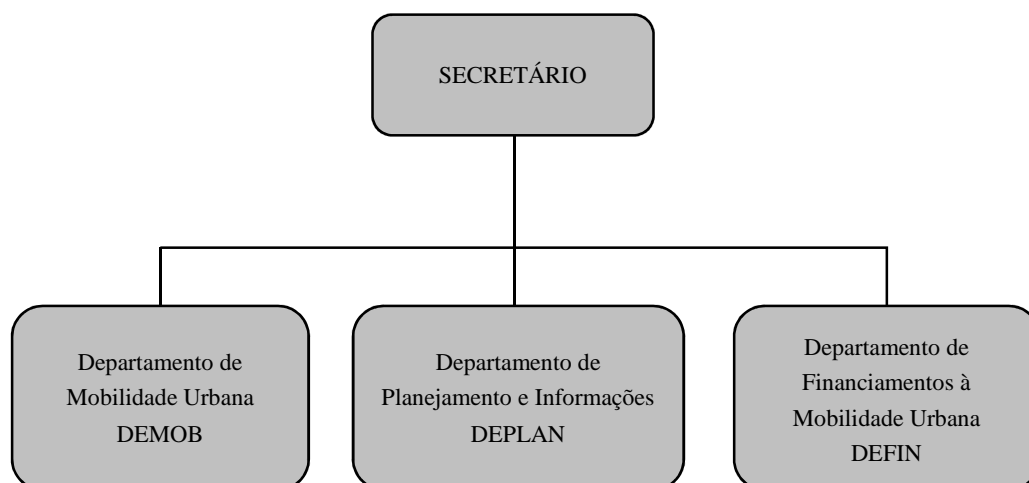 SECRETÁRIO
Departamento de
Mobilidade Urbana
DEMOB
Departamento de
Planejamento e Informações
DEPLAN
Departamento de
Financiamentos à
Mobilidade Urbana
DEFIN